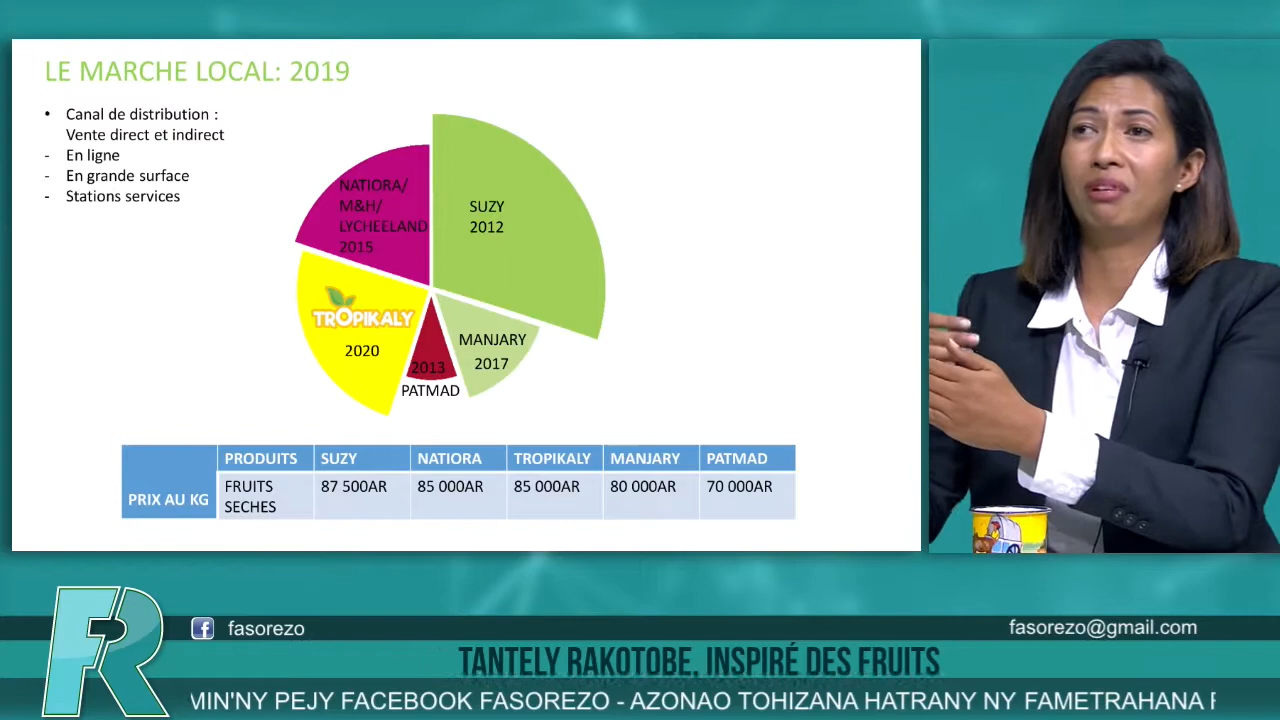 LE MARCHE LOCAL: 2019
• Canal de distribution :
Vente direct et indirect
- En ligne
- En grande surface
- Stations services
NATIORA/
M&H/
LYCHEELAND
2015
SUZY
2012
TROPIKALY
2020
2013
PATMAD
MANJARY
2017
PRIX AU KG
PRODUITS SUZY NATIORA TROPIKALY MANJARY PATMAD
FRUITS SECHES 87 500AR 85 000AR 85 000AR 80 000AR 70 000AR
FR
fasorezo
fasorezo@gmail.com
TANTELY RAKOTOBE, INSPIRÉ DES FRUITS
MIN'NY PEJY FACEBOOK FASOREZO - AZONAO TOHIZANA HATRANY NY FAMETRAHANA